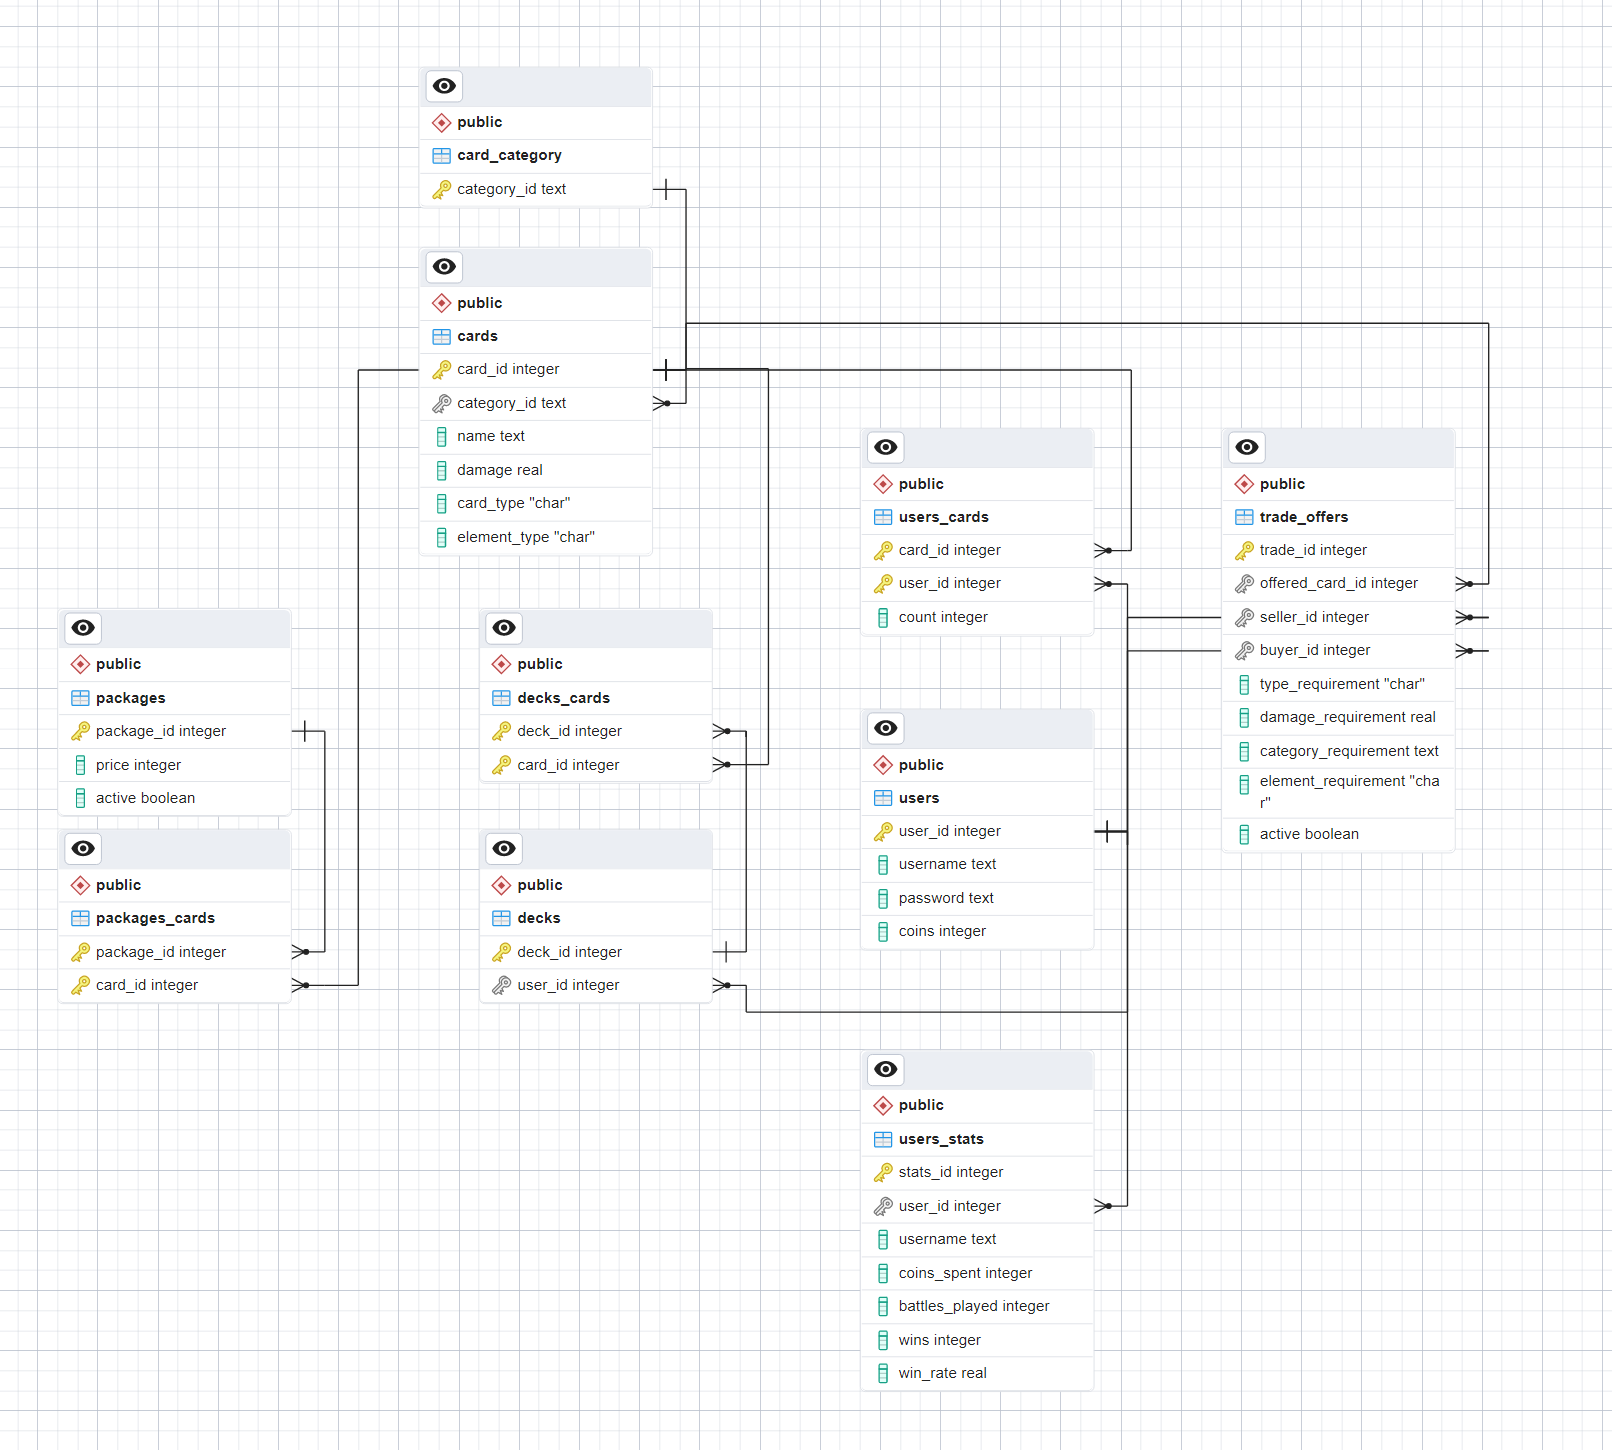 public
card_category
category_id text
public
cards
card_id integer
category_id text
name text
damage real
card_type "char"
element_type "char"
public
users_cards
card_id integer
user_id integer
count integer
public
trade_offers
trade_id integer
offered_card_id integer
seller_id integer
buyer_id integer
type_requirement "char"
damage_requirement real
category_requirement text
element_requirement "cha
r"
active boolean
public
packages
package_id integer
price integer
active boolean
public
decks_cards
deck_id integer
card_id integer
public
users
user_id integer
username text
password text
coins integer
public
packages_cards
package_id integer
card_id integer
public
decks
deck_id integer
user_id integer
public
users_stats
stats_id integer
user_id integer
username text
coins_spent integer
battles_played integer
wins integer
win_rate real